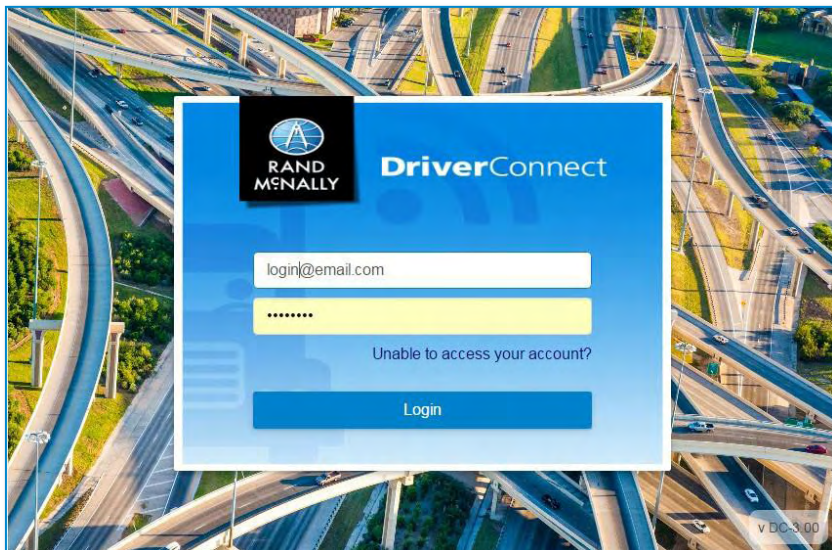 RAND
MCNALLY
DriverConnect
login@email.com
••••••••
Unable to access your account?
Login
v DC-3.00